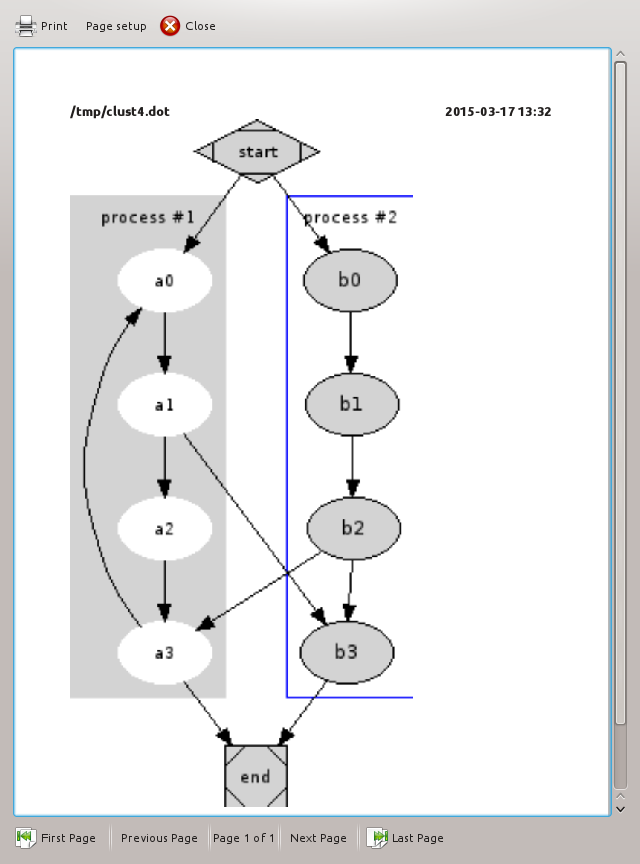 Print Page setup Close
/tmp/clust4.dot 2015-03-17 13:32
start
process #1 process #2
a0 b0
a1 b1
a2 b2
a3 b3
end
First Page Previous Page Page 1 of 1 Next Page Last Page